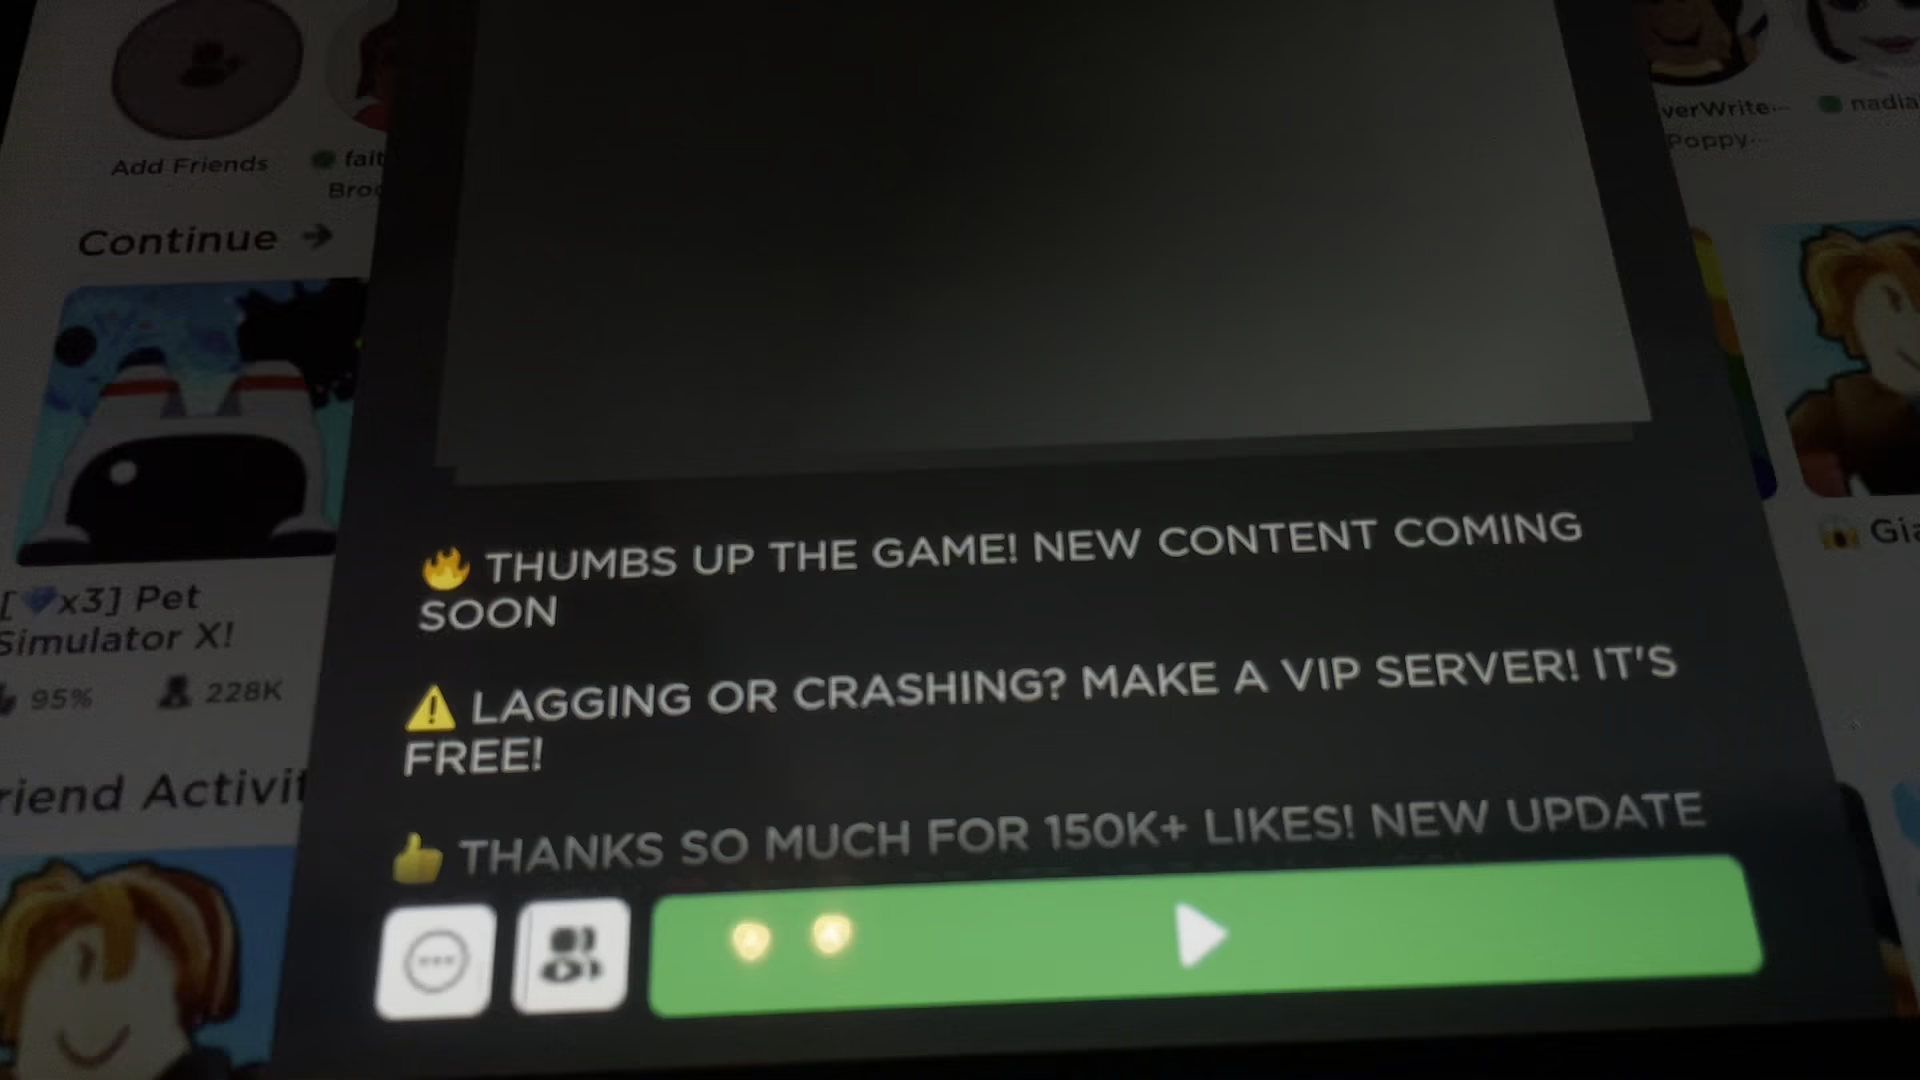 Add Friends
fait
Broo
verWrite...
Poppy...
nadia
Continue →
[💎x3] Pet
Simulator X!
95% 228K
riend Activit
Gia
🔥 THUMBS UP THE GAME! NEW CONTENT COMING
SOON
⚠️ LAGGING OR CRASHING? MAKE A VIP SERVER! IT'S
FREE!
👍 THANKS SO MUCH FOR 150K+ LIKES! NEW UPDATE